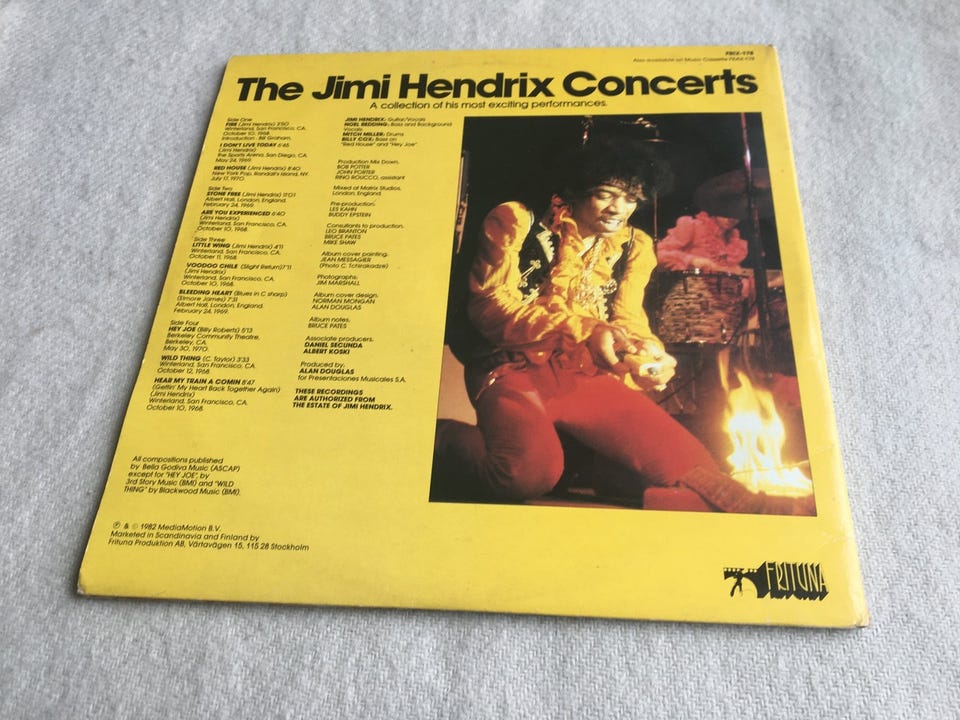 FRIX-178
Also available on Music Cassette FRAK-178
The Jimi Hendrix Concerts
A collection of his most exciting performances.
Side One
FIRE (Jimi Hendrix) 3'50
Winterland, San Francisco, CA.
October 10, 1968.
Introduction: Bill Graham.
I DON'T LIVE TODAY 6'45
(Jimi Hendrix)
The Sports Arena, San Diego, CA.
May 24, 1969.
RED HOUSE (Jimi Hendrix) 8'40
New York Pop, Randall's Island, NY.
July 17, 1970.
Side Two
STONE FREE (Jimi Hendrix)
Albert Hall, London, England.
February 24, 1969.
ARE YOU EXPERIENCED 6'40
(Jimi Hendrix)
Winterland, San Francisco, CA.
October 10, 1968.
Side Three
LITTLE WING (Jimi Hendrix) 4'11
Winterland, San Francisco, CA.
October 11, 1968.
VOODOO CHILE (Slight Return) 7'11
(Jimi Hendrix)
Winterland, San Francisco, CA.
October 10, 1968.
BLEEDING HEART (Blues in C sharp)
(Elmore James) 7'31
Albert Hall, London, England.
February 24, 1969.
Side Four
HEY JOE (Billy Roberts) 5'13
Berkeley Community Theatre,
Berkeley, CA.
May 30, 1970.
WILD THING (C. Taylor) 3'33
Winterland, San Francisco, CA.
October 12, 1968.
HEAR MY TRAIN A COMIN 8'47
(Gettin' My Heart Back Together Again)
(Jimi Hendrix)
Winterland, San Francisco, CA.
October 10, 1968.
JIMI HENDRIX: Guitar/Vocals
NOEL REDDING: Bass and Background
Vocals
MITCH MILLER: Drums
BILLY COX: Bass on
"Red House" and "Hey Joe"
Production Mix Down.
BOB POTTER
JOHN PORTER
RINO ROUCCO, assistant
Mixed at Matrix Studios,
London, England.
Pre-production.
LES KAHN
BUDDY EPSTEIN
Consultants to production.
LEO BRANTON
BRUCE PATES
MIKE SHAW
Album cover painting.
JEAN MESSAGIER
(Photo C. Tchirakadze)
Photographs:
JIM MARSHALL
Album cover design.
NORMAN MONGAN
ALAN DOUGLAS
Album notes.
BRUCE PATES
Associate producers.
DANIEL SECUNDA
ALBERT KOSKI
Produced by.
ALAN DOUGLAS
for Presentaciones Musicales S.A.
THESE RECORDINGS
ARE AUTHORIZED FROM
THE ESTATE OF JIMI HENDRIX.
All compositions published
by Bella Godiva Music (ASCAP)
except for "HEY JOE", by
3rd Story Music (BMI) and "WILD
THING" by Blackwood Music (BMI).
℗ & © 1982 MediaMotion B.V.
Marketed in Scandinavia and Finland by
Frituna Produktion AB, Värtavägen 15, 115 28 Stockholm
FRITUNA